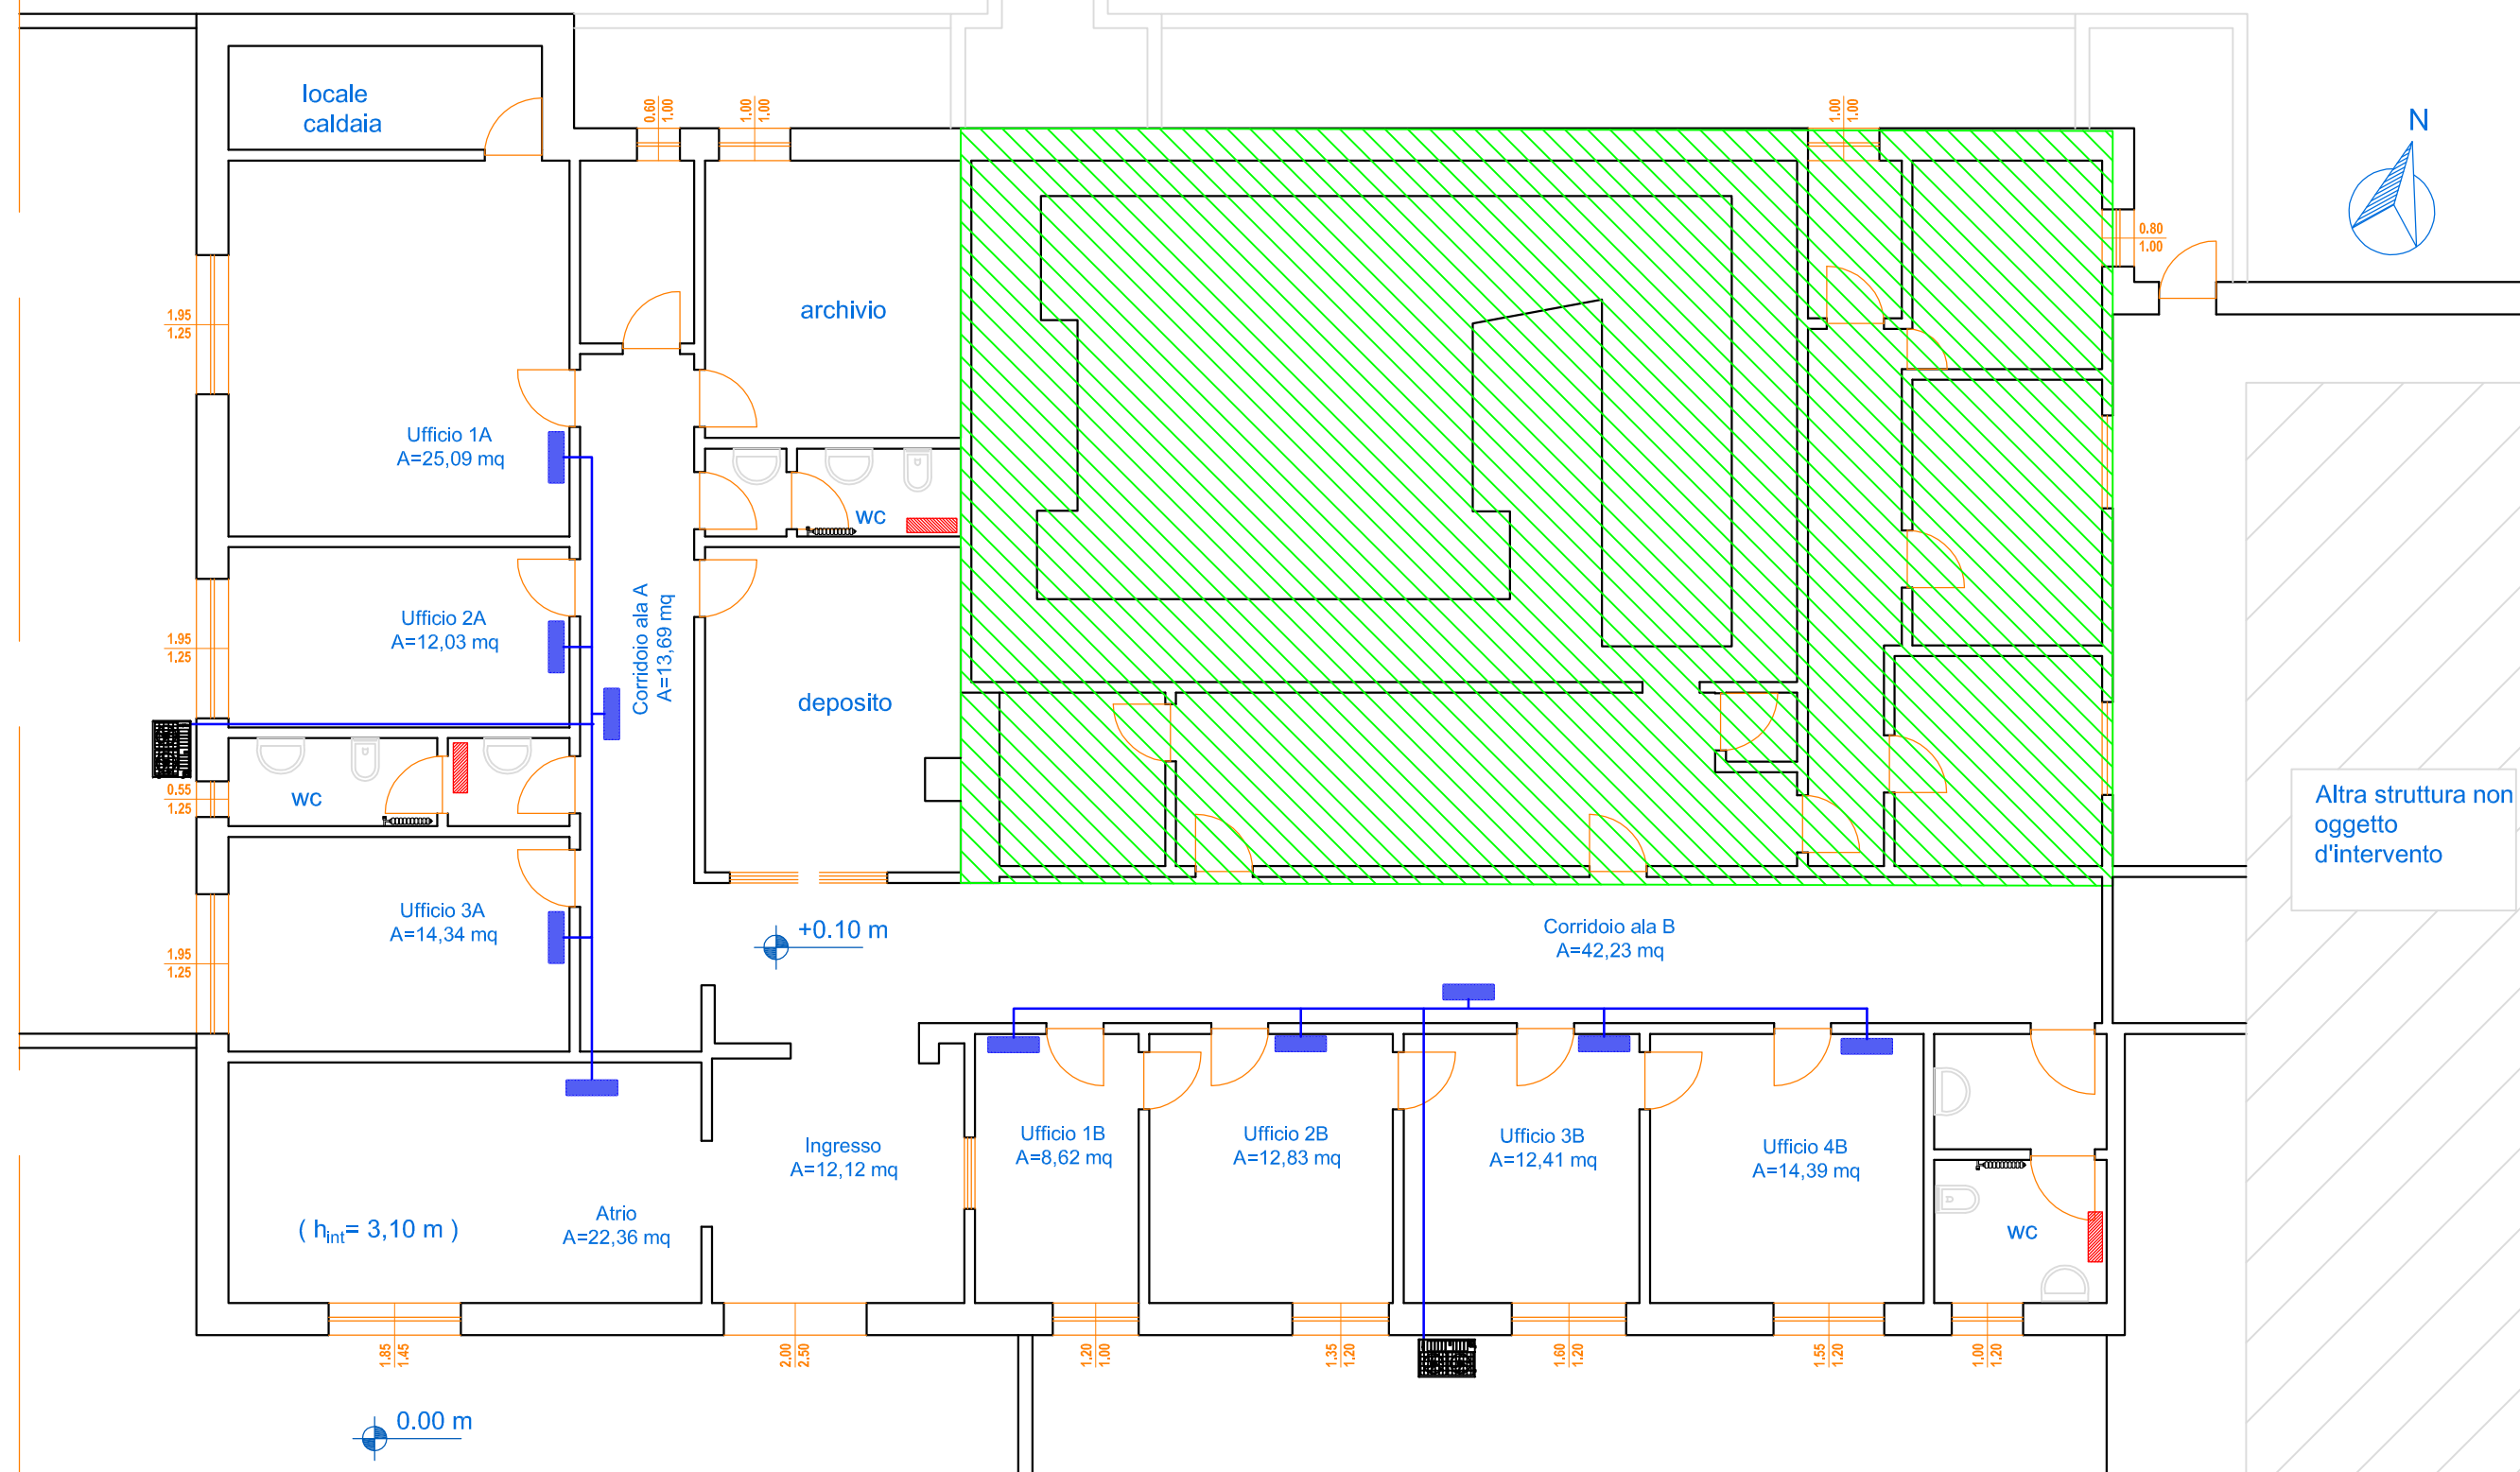 locale
caldaia
0.60
1.00
1.00
1.00
1.00
1.00
N
0.80
1.00
archivio
1.95
1.25
Ufficio 1A
A=25,09 mq
wc
Ufficio 2A
A=12,03 mq
Corridoio ala A
A=13,69 mq
1.95
1.25
deposito
0.55
1.25
wc
Altra struttura non
oggetto
d'intervento
Ufficio 3A
A=14,34 mq
+0.10 m
Corridoio ala B
A=42,23 mq
1.95
1.25
Ingresso
A=12,12 mq
Ufficio 1B
A=8,62 mq
Ufficio 2B
A=12,83 mq
Ufficio 3B
A=12,41 mq
Ufficio 4B
A=14,39 mq
( hint= 3,10 m )
Atrio
A=22,36 mq
wc
1.85
1.45
2.00
2.50
1.20
1.00
1.35
1.20
1.60
1.20
1.55
1.20
1.00
1.20
0.00 m